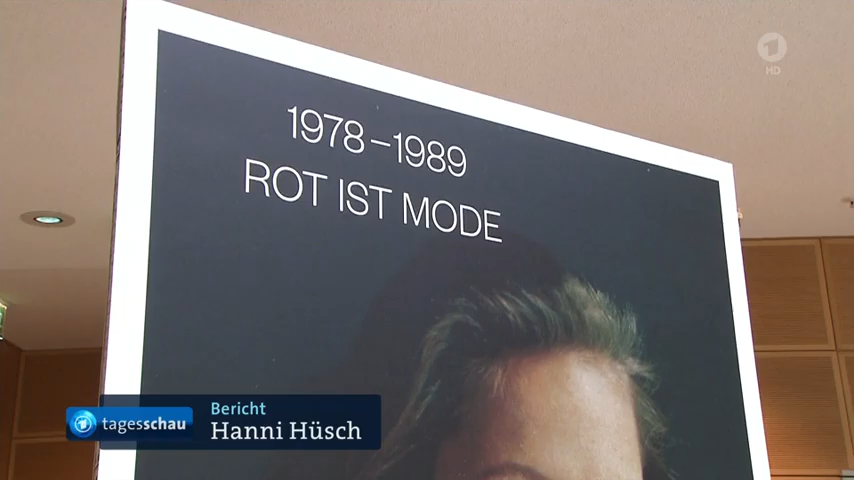 1
HD
1978–1989
ROT IST MODE
tagesschau
Bericht
Hanni Hüsch